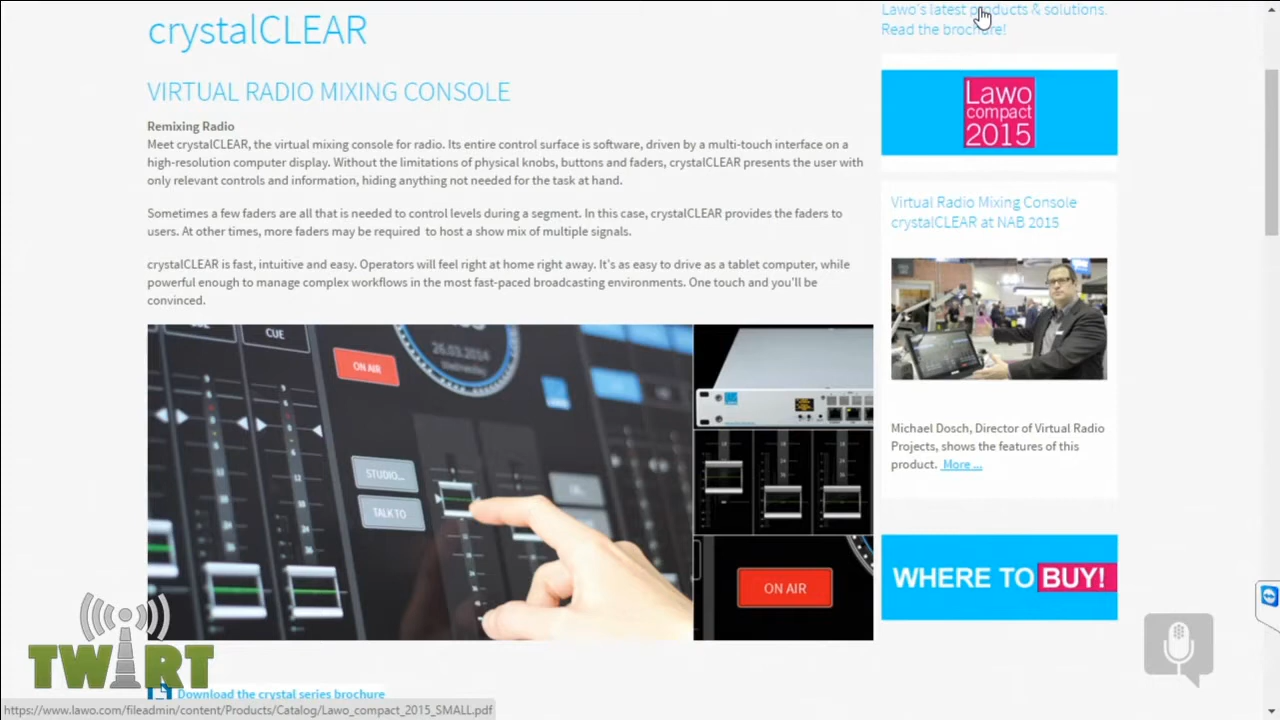 crystalCLEAR
VIRTUAL RADIO MIXING CONSOLE
Remixing Radio
Meet crystalCLEAR, the virtual mixing console for radio. Its entire control surface is software, driven by a multi-touch interface on a
high-resolution computer display. Without the limitations of physical knobs, buttons and faders, crystalCLEAR presents the user with
only relevant controls and information, hiding anything not needed for the task at hand.
Sometimes a few faders are all that is needed to control levels during a segment. In this case, crystalCLEAR provides the faders to
users. At other times, more faders may be required to host a show mix of multiple signals.
crystalCLEAR is fast, intuitive and easy. Operators will feel right at home right away. It's as easy to drive as a tablet computer, while
powerful enough to manage complex workflows in the most fast-paced broadcasting environments. One touch and you'll be
convinced.
CUE
ON AIR
26.03.2014
Wednesday
STUDIO...
TALK TO
ON AIR
Download the crystal series brochure
Lawo's latest products & solutions.
Read the brochure!
Lawo
compact
2015
Virtual Radio Mixing Console
crystalCLEAR at NAB 2015
Michael Dosch, Director of Virtual Radio
Projects, shows the features of this
product. More ...
WHERE TO BUY!
TWIRT
https://www.lawo.com/fileadmin/content/Products/Catalog/Lawo_compact_2015_SMALL.pdf